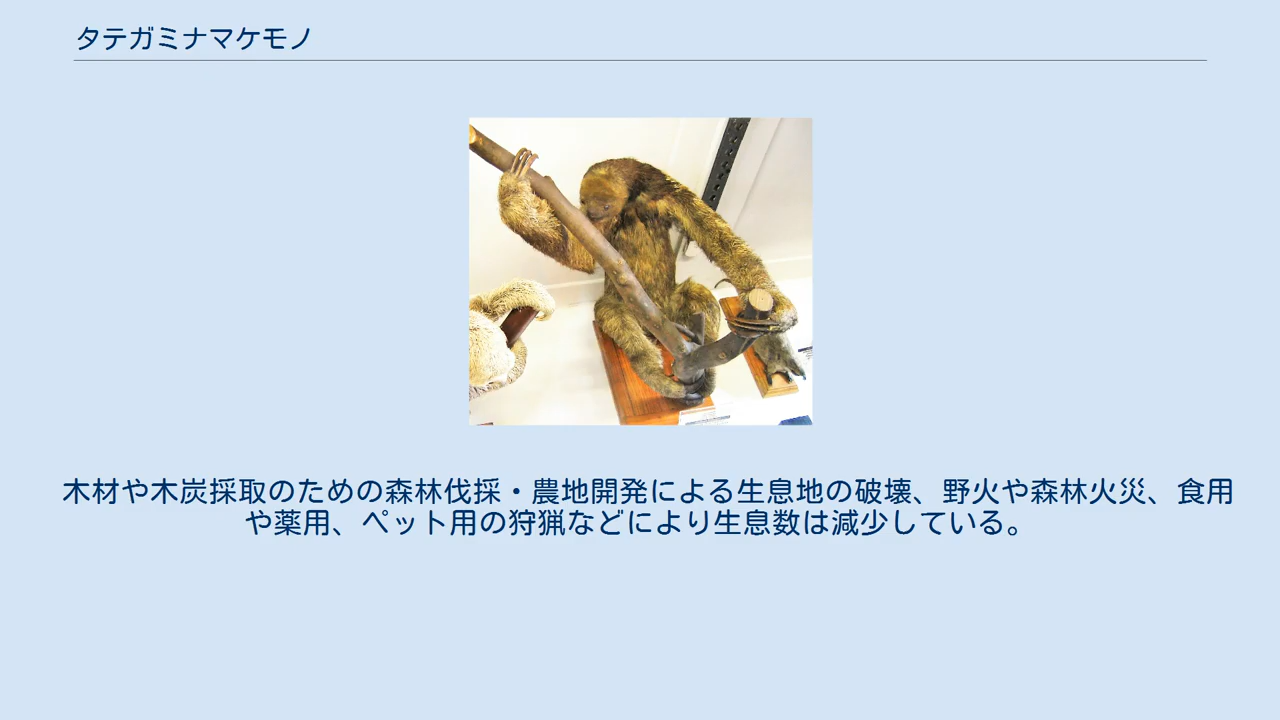 タテガミナマケモノ
木材や木炭採取のための森林伐採・農地開発による生息地の破壊、野火や森林火災、食用
や薬用、ペット用の狩猟などにより生息数は減少している。